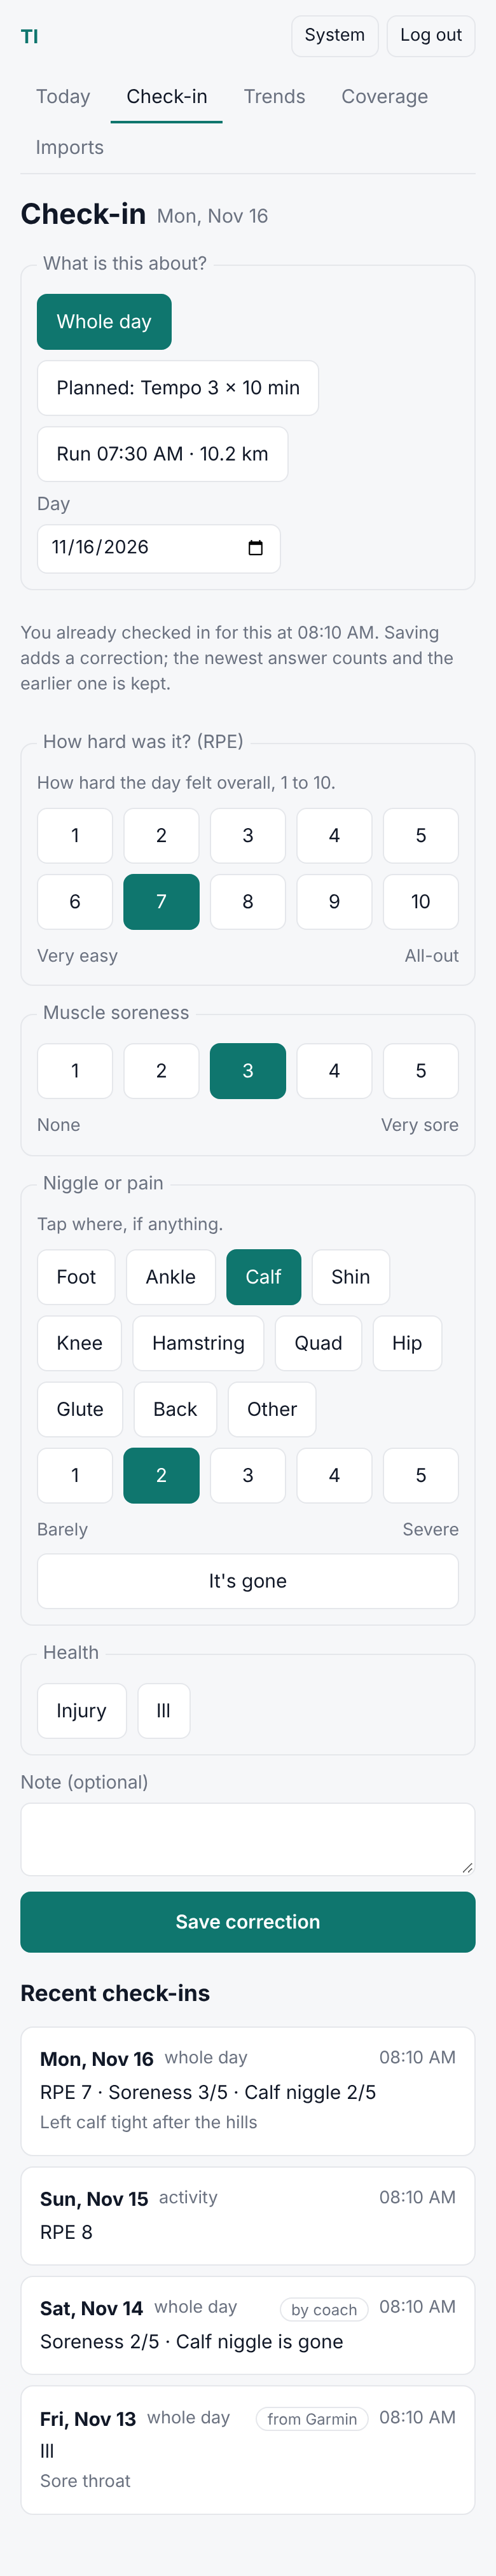 TI
System
Log out
Today
Check-in
Trends
Coverage
Imports
Check-in Mon, Nov 16
What is this about?
Whole day
Planned: Tempo 3 × 10 min
Run 07:30 AM · 10.2 km
Day
11/16/2026
You already checked in for this at 08:10 AM. Saving
adds a correction; the newest answer counts and the
earlier one is kept.
How hard was it? (RPE)
How hard the day felt overall, 1 to 10.
1 2 3 4 5
6 7 8 9 10
Very easy All-out
Muscle soreness
1 2 3 4 5
None Very sore
Niggle or pain
Tap where, if anything.
Foot Ankle Calf Shin
Knee Hamstring Quad Hip
Glute Back Other
1 2 3 4 5
Barely Severe
It's gone
Health
Injury Ill
Note (optional)
Save correction
Recent check-ins
Mon, Nov 16 whole day 08:10 AM
RPE 7 · Soreness 3/5 · Calf niggle 2/5
Left calf tight after the hills
Sun, Nov 15 activity 08:10 AM
RPE 8
Sat, Nov 14 whole day by coach 08:10 AM
Soreness 2/5 · Calf niggle is gone
Fri, Nov 13 whole day from Garmin 08:10 AM
Ill
Sore throat